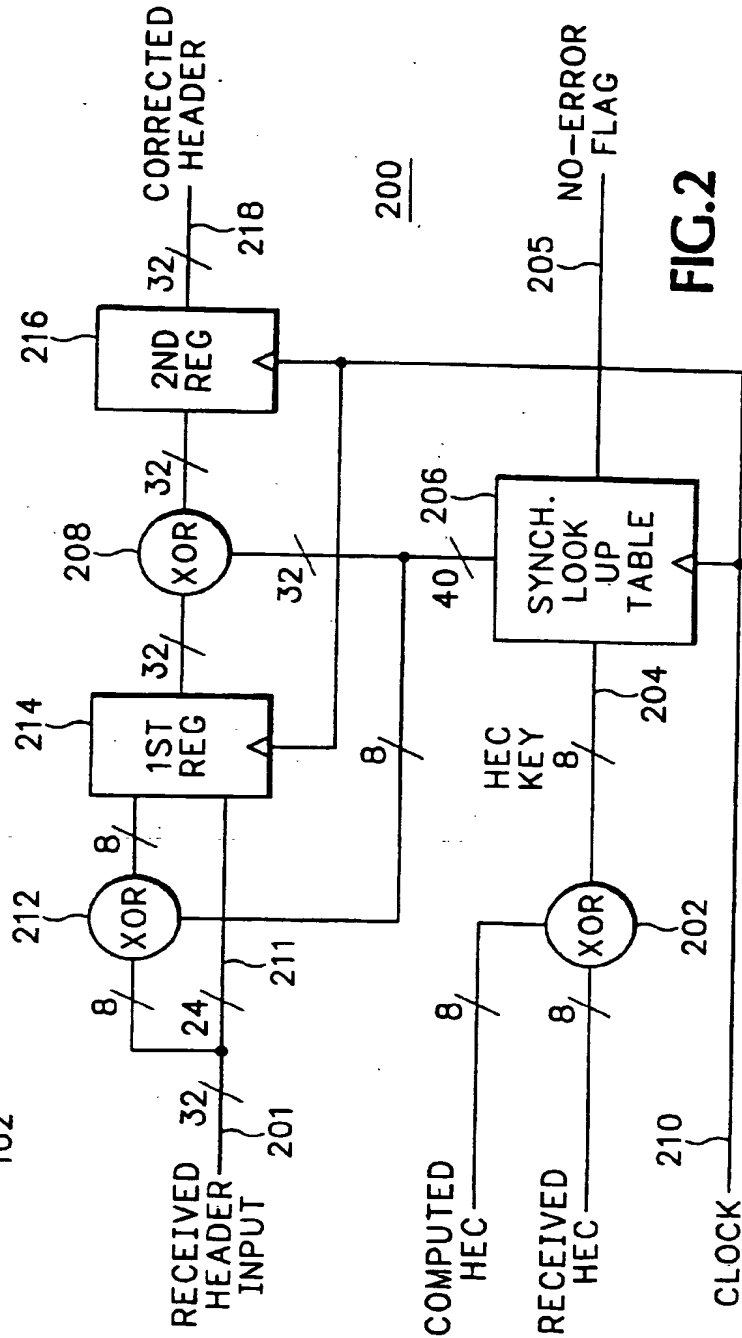 102
RECEIVED
HEADER
INPUT
32
201
8
24
211
212
XOR
8
214
1ST
REG
32
208
XOR
32
216
2ND
REG
32
218
CORRECTED
HEADER
200
8
32
40
COMPUTED
HEC
8
RECEIVED
HEC
8
XOR
202
HEC
KEY
8
204
206
SYNCH.
LOOK
UP
TABLE
205
NO-ERROR
FLAG
CLOCK
210
FIG.2